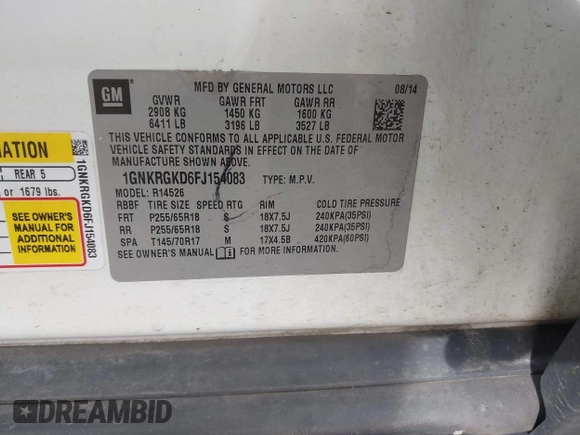 GM
MFD BY GENERAL MOTORS LLC
08/14
GVWR GAWR FRT GAWR RR
2908 KG 1450 KG 1600 KG
6411 LB 3196 LB 3527 LB
THIS VEHICLE CONFORMS TO ALL APPLICABLE U.S. FEDERAL MOTOR
VEHICLE SAFETY STANDARDS IN EFFECT ON THE DATE OF
MANUFACTURE SHOWN ABOVE.
1GNKRGKD6FJ154083 TYPE: M.P.V.
MODEL: R14526
RBBF TIRE SIZE SPEED RTG RIM COLD TIRE PRESSURE
FRT P255/65R18 S 18X7.5J 240KPA(35PSI)
RR P255/65R18 S 18X7.5J 240KPA(35PSI)
SPA T145/70R17 M 17X4.5B 420KPA(60PSI)
SEE OWNER'S MANUAL FOR MORE INFORMATION.
MATION
REAR 5
or 1679 lbs.
SEE OWNER'S
MANUAL FOR
ADDITIONAL
INFORMATION
1GNKRGKD6FJ154083
DREAMBID